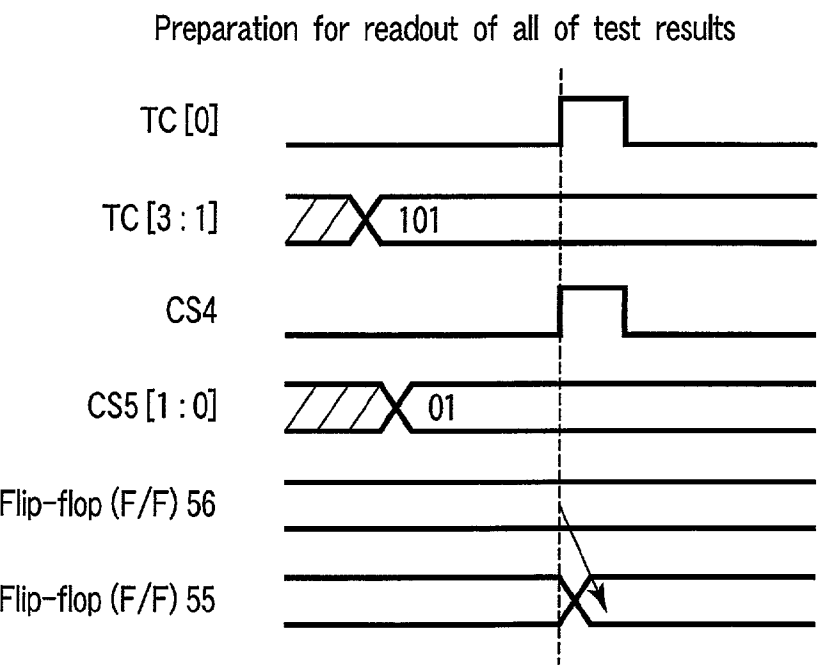 Preparation for readout of all of test results
TC [0]
TC [3 : 1]
101
CS4
CS5 [1 : 0]
01
Flip-flop (F/F) 56
Flip-flop (F/F) 55